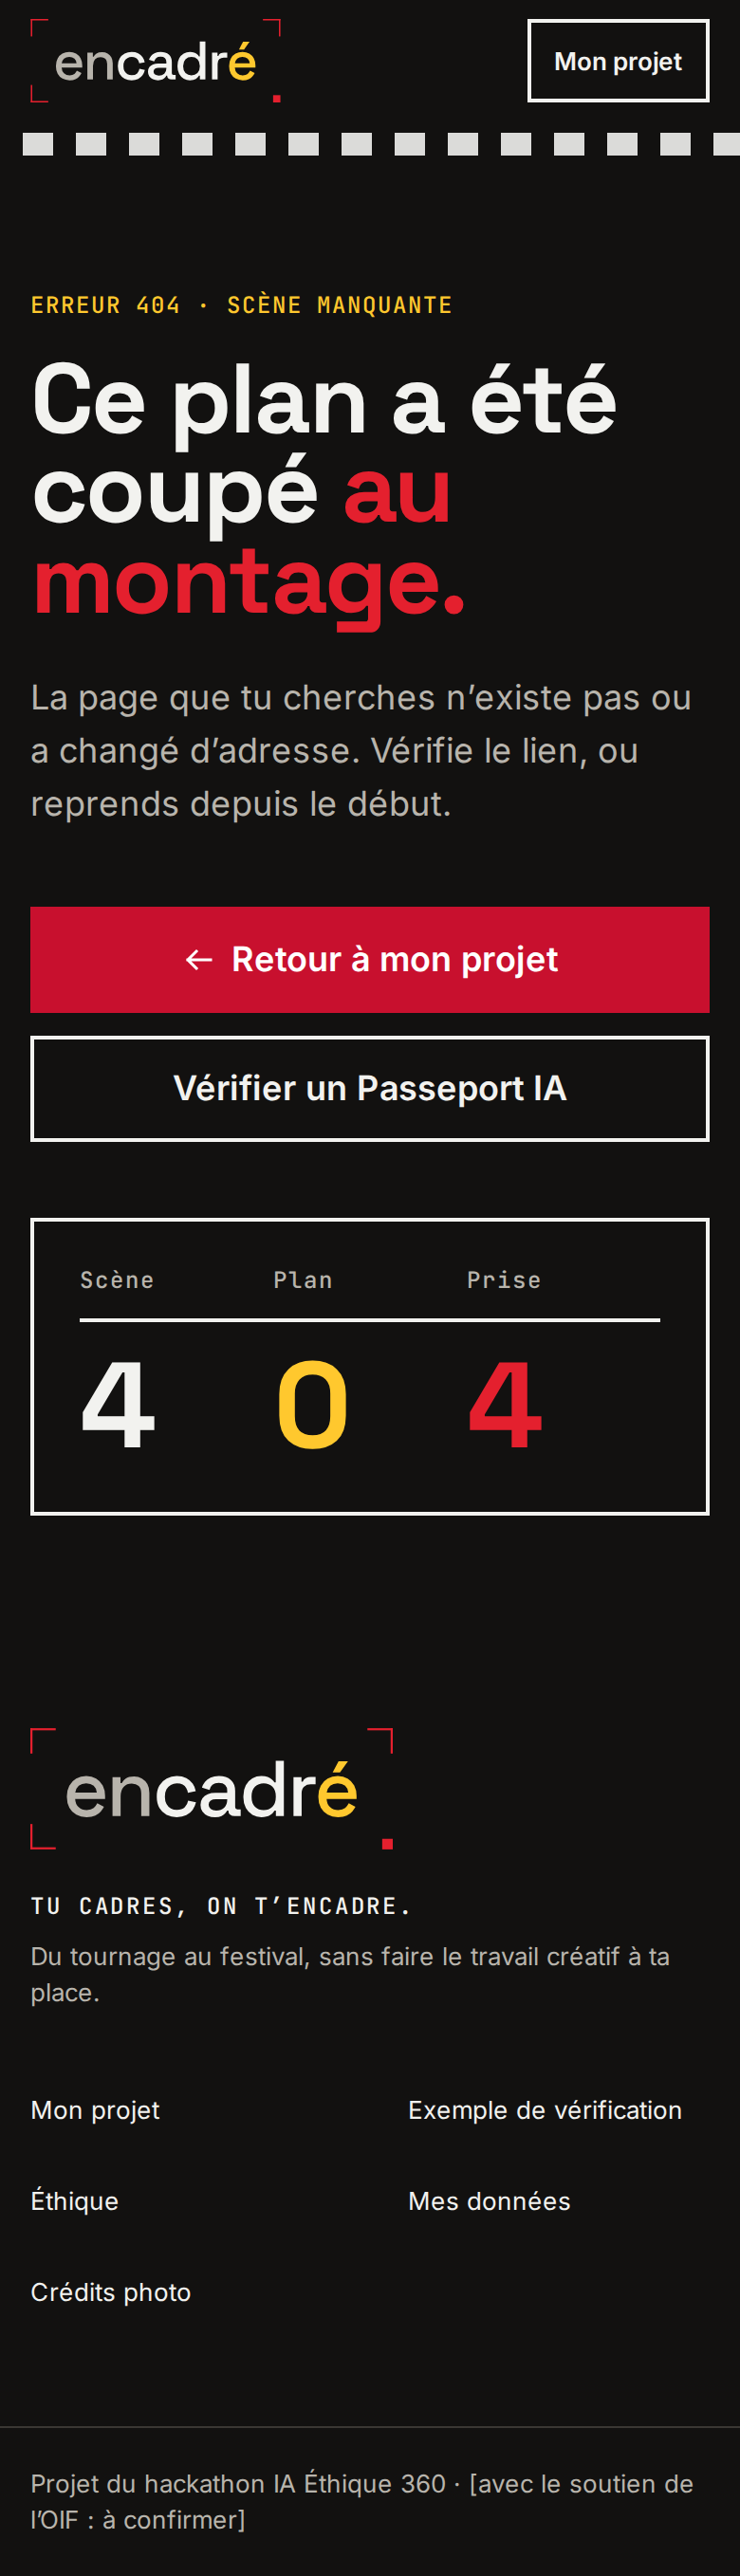 encadré
Mon projet
ERREUR 404 · SCÈNE MANQUANTE
Ce plan a été
coupé au
montage.
La page que tu cherches n’existe pas ou
a changé d’adresse. Vérifie le lien, ou
reprends depuis le début.
← Retour à mon projet
Vérifier un Passeport IA
Scène Plan Prise
4 0 4
encadré
TU CADRES, ON T’ENCADRE.
Du tournage au festival, sans faire le travail créatif à ta
place.
Mon projet Exemple de vérification
Éthique Mes données
Crédits photo
Projet du hackathon IA Éthique 360 · [avec le soutien de
l’OIF : à confirmer]